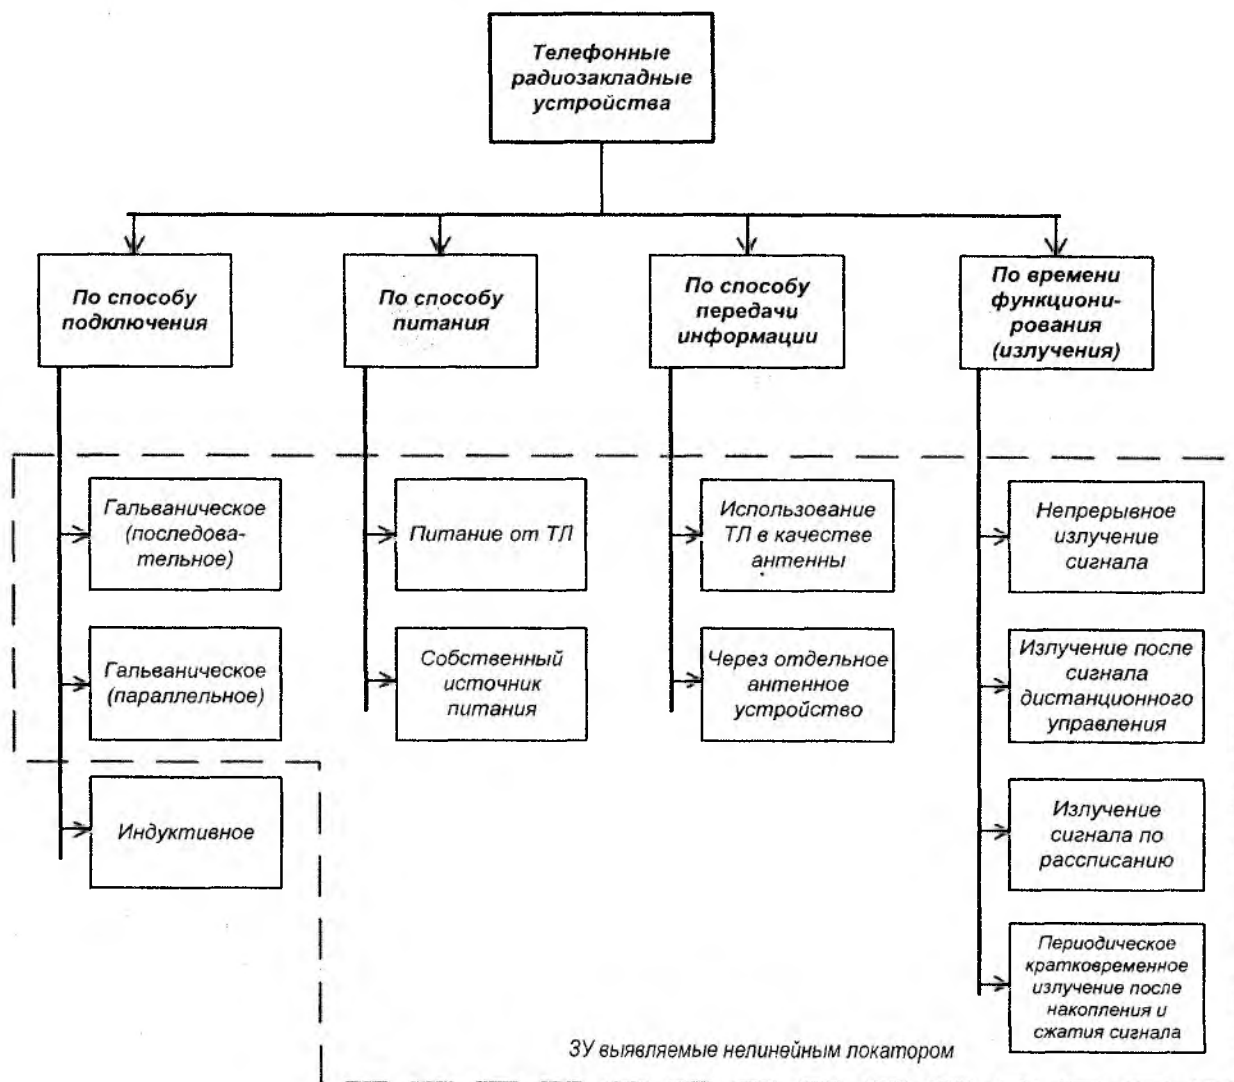 Телефонные
радиозакладные
устройства
По способу
подключения
По способу
питания
По способу
передачи
информации
По времени
функциони-
рования
(излучения)
Гальваническое
(последова-
тельное)
Гальваническое
(параллельное)
Индуктивное
Питание от ТЛ
Собственный
источник
питания
Использование
ТЛ в качестве
антенны
Через отдельное
антенное
устройство
Непрерывное
излучение
сигнала
Излучение после
сигнала
дистанционного
управления
Излучение
сигнала по
рассписанию
Периодическое
кратковременное
излучение после
накопления и
сжатия сигнала
ЗУ выявляемые нелинейным локатором